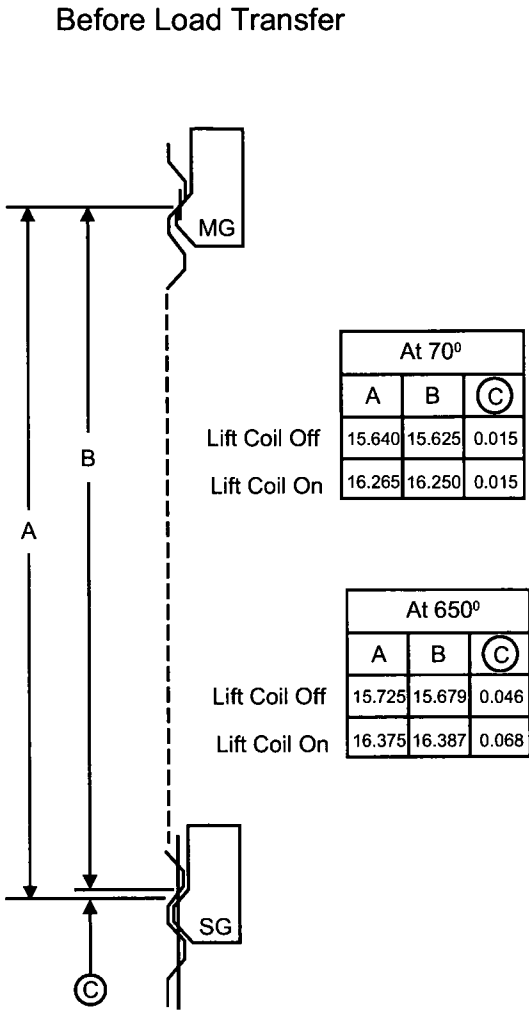 Before Load Transfer
MG
At 70⁰
A B C
Lift Coil Off 15.640 15.625 0.015
Lift Coil On 16.265 16.250 0.015
B
A
At 650⁰
A B C
Lift Coil Off 15.725 15.679 0.046
Lift Coil On 16.375 16.387 0.068
SG
C